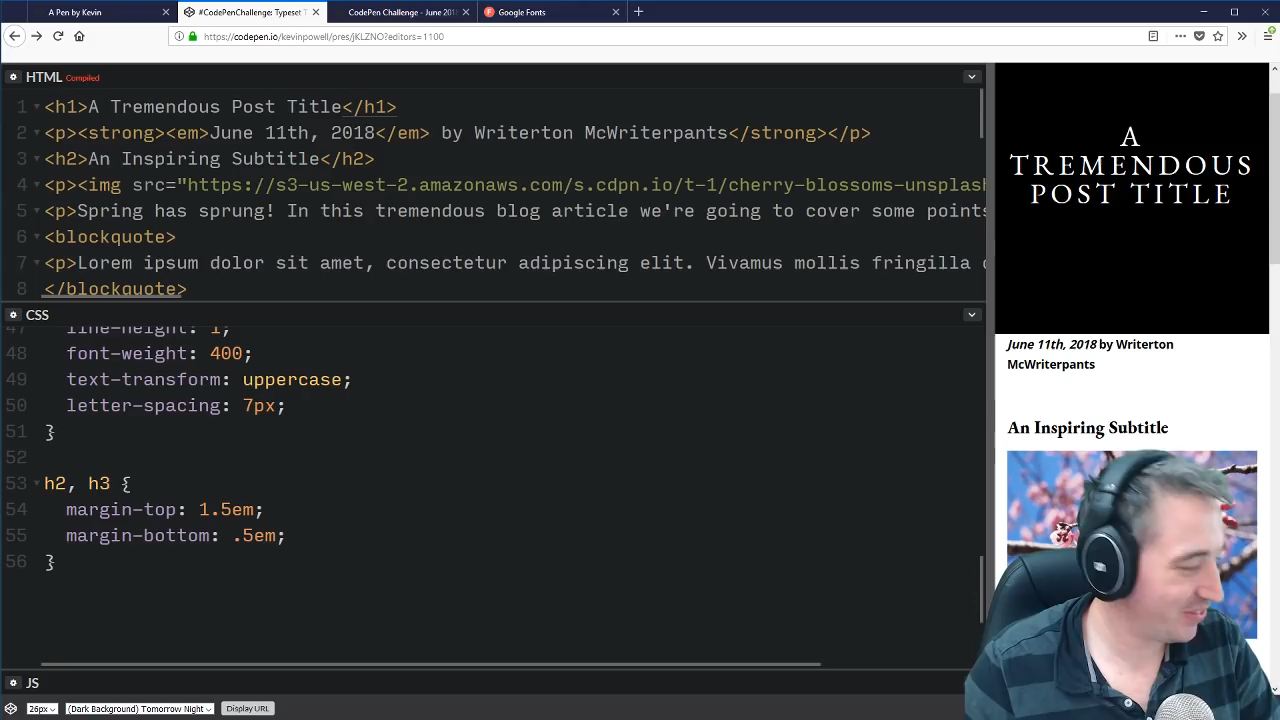 A Pen by Kevin
#CodePenChallenge: Typeset T
CodePen Challenge - June 2018
Google Fonts
https://codepen.io/kevinpowell/pres/jKLZNO?editors=1100
HTML Compiled
1 <h1>A Tremendous Post Title</h1>
2 <p><strong><em>June 11th, 2018</em> by Writerton McWriterpants</strong></p>
3 <h2>An Inspiring Subtitle</h2>
4 <p><img src="https://s3-us-west-2.amazonaws.com/s.cdpn.io/t-1/cherry-blossoms-unsplash
5 <p>Spring has sprung! In this tremendous blog article we're going to cover some points
6 <blockquote>
7 <p>Lorem ipsum dolor sit amet, consectetur adipiscing elit. Vivamus mollis fringilla
8 </blockquote>
CSS
47 line-height: 1;
48 font-weight: 400;
49 text-transform: uppercase;
50 letter-spacing: 7px;
51 }
52
53 h2, h3 {
54 margin-top: 1.5em;
55 margin-bottom: .5em;
56 }
JS
26px
(Dark Background) Tomorrow Night
Display URL
A
TREMENDOUS
POST TITLE
June 11th, 2018 by Writerton
McWriterpants
An Inspiring Subtitle